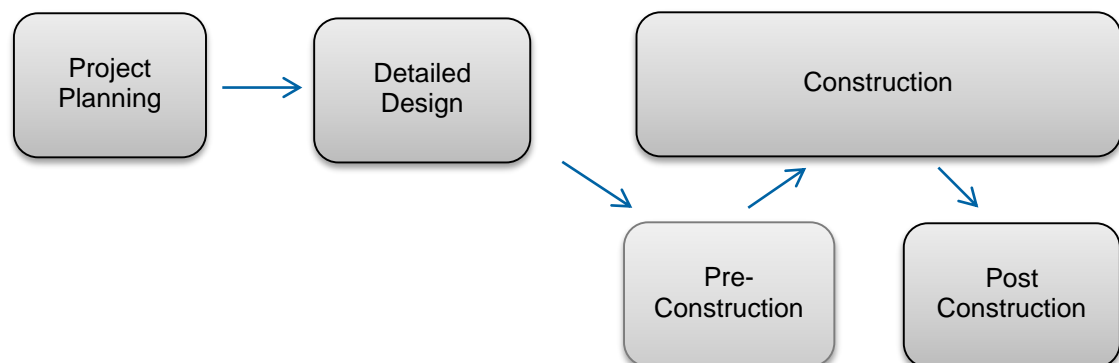 Project
Planning
Detailed
Design
Construction
Pre-
Construction
Post
Construction